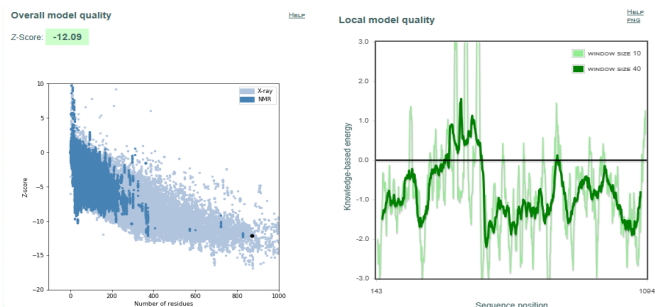 Overall model quality
HELP
Z-Score: -12.09
10
5
0
−5
−10
−15
−20
Z-score
X-ray
NMR
0
200
400
600
800
1000
Number of residues
Local model quality
HELP
PNG
3.0
2.0
1.0
0.0
-1.0
-2.0
-3.0
Knowledge-based energy
WINDOW SIZE 10
WINDOW SIZE 40
143
1094
Sequence position